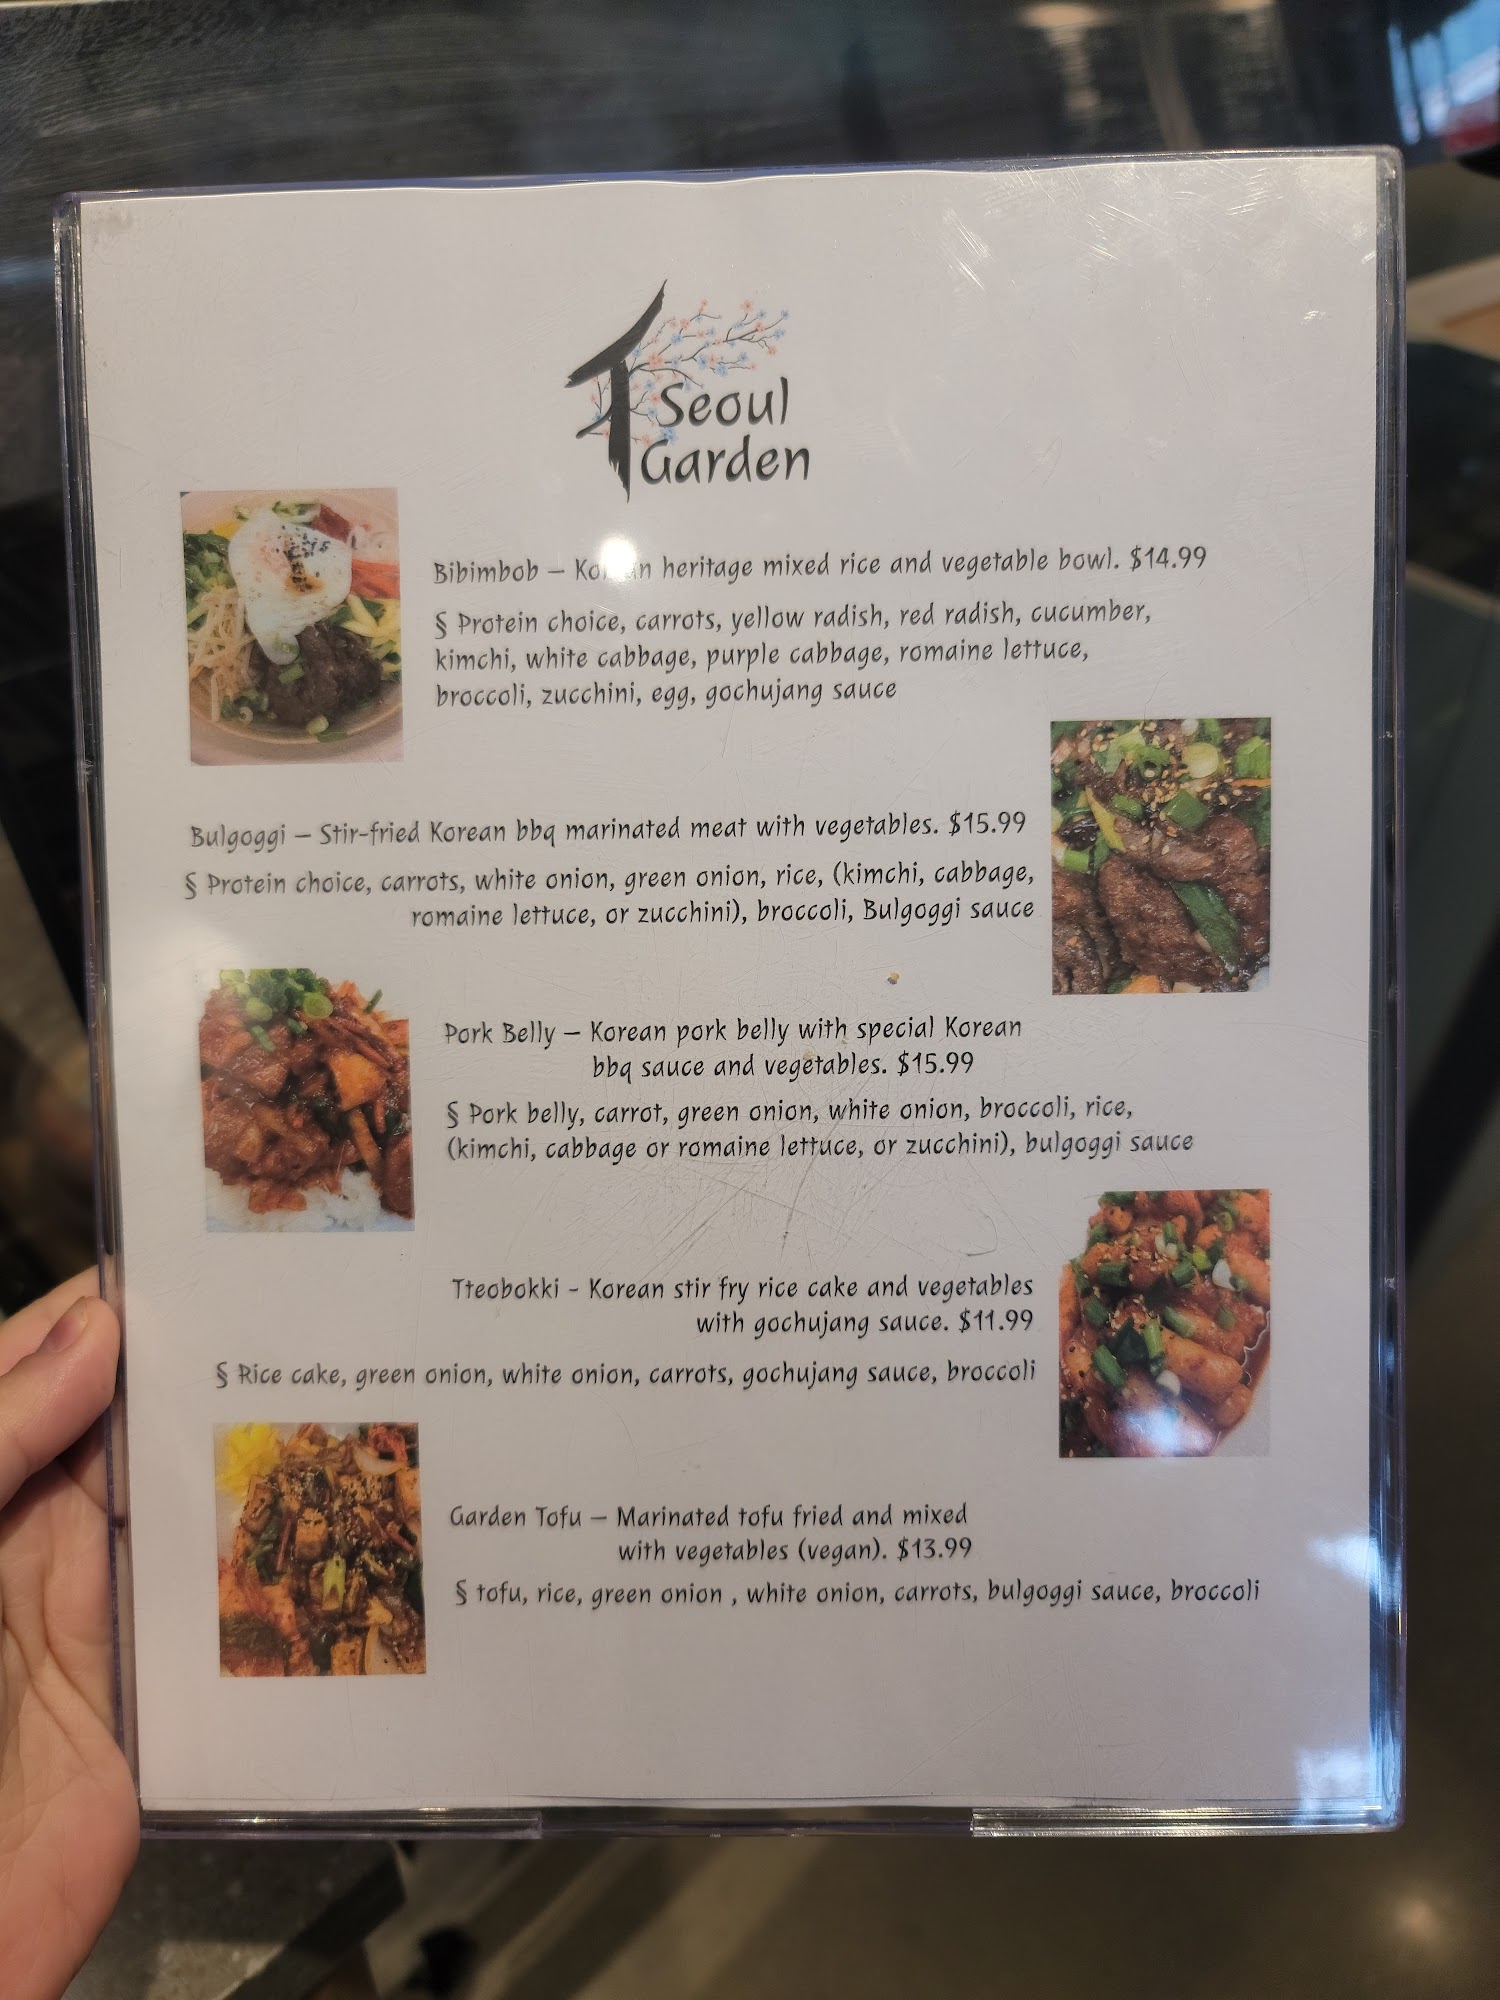 Seoul
Garden
Bibimbob – Korean heritage mixed rice and vegetable bowl. $14.99
§ Protein choice, carrots, yellow radish, red radish, cucumber,
kimchi, white cabbage, purple cabbage, romaine lettuce,
broccoli, zucchini, egg, gochujang sauce
Bulgoggi – Stir-fried Korean bbq marinated meat with vegetables. $15.99
§ Protein choice, carrots, white onion, green onion, rice, (kimchi, cabbage,
romaine lettuce, or zucchini), broccoli, Bulgoggi sauce
Pork Belly – Korean pork belly with special Korean
bbq sauce and vegetables. $15.99
§ Pork belly, carrot, green onion, white onion, broccoli, rice,
(kimchi, cabbage or romaine lettuce, or zucchini), bulgoggi sauce
Tteobokki - Korean stir fry rice cake and vegetables
with gochujang sauce. $11.99
§ Rice cake, green onion, white onion, carrots, gochujang sauce, broccoli
Garden Tofu – Marinated tofu fried and mixed
with vegetables (vegan). $13.99
§ tofu, rice, green onion , white onion, carrots, bulgoggi sauce, broccoli